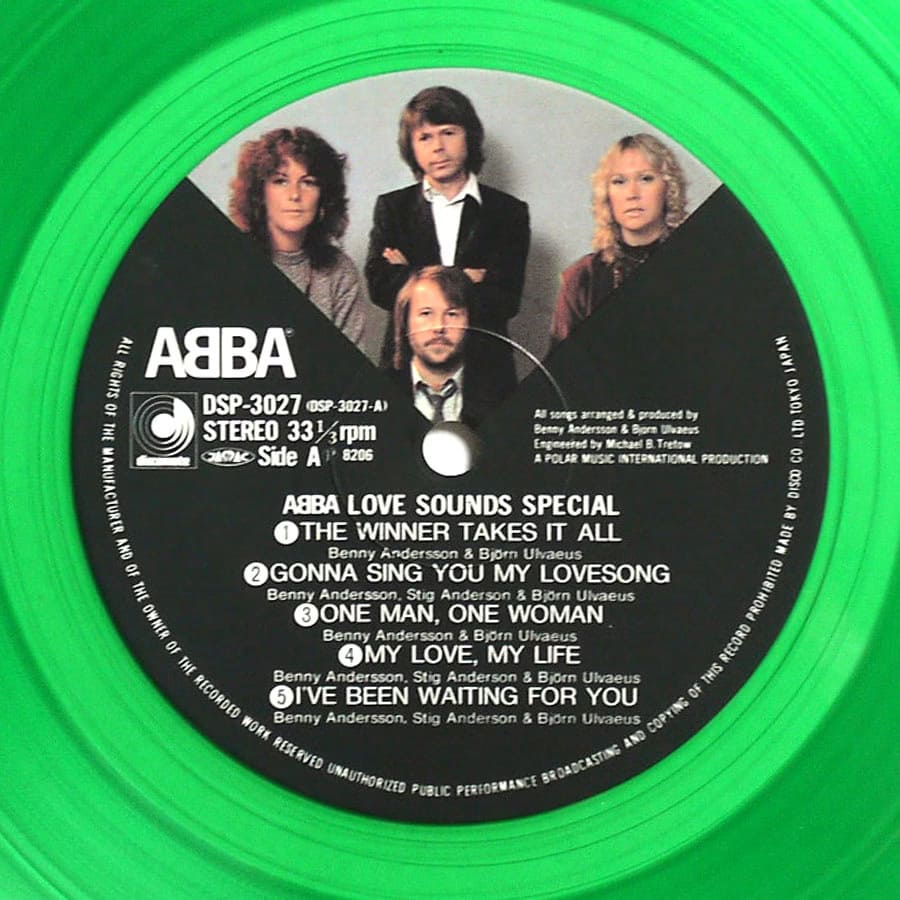 ABBA
DSP-3027 (DSP-3027-A)
STEREO 33 1/3 rpm
discomate
JASRAC
Side A
8206
All songs arranged & produced by
Benny Andersson & Bjorn Ulvaeus
Engineered by Michael B. Tretow
A POLAR MUSIC INTERNATIONAL PRODUCTION
ABBA LOVE SOUNDS SPECIAL
1 THE WINNER TAKES IT ALL
Benny Andersson & Björn Ulvaeus
2 GONNA SING YOU MY LOVESONG
Benny Andersson, Stig Anderson & Björn Ulvaeus
3 ONE MAN, ONE WOMAN
Benny Andersson & Björn Ulvaeus
4 MY LOVE, MY LIFE
Benny Andersson, Stig Anderson & Björn Ulvaeus
5 I'VE BEEN WAITING FOR YOU
Benny Andersson, Stig Anderson & Björn Ulvaeus
ALL RIGHTS OF THE MANUFACTURER AND OF THE OWNER OF THE RECORDED WORK RESERVED UNAUTHORIZED PUBLIC PERFORMANCE BROADCASTING AND COPYING OF THIS RECORD PROHIBITED MADE BY DISCO CO. LTD TOKYO JAPAN